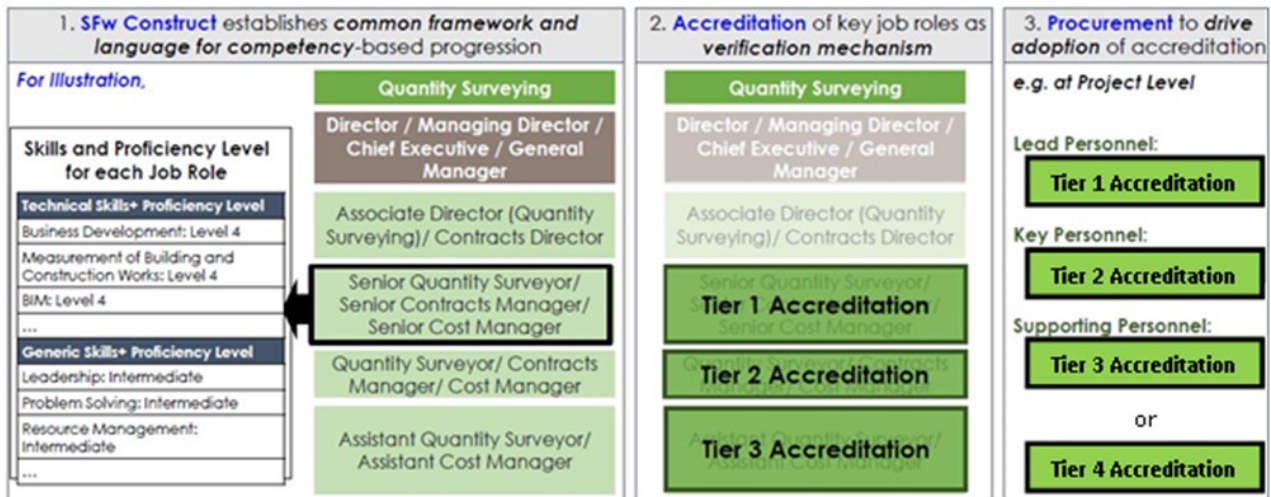 1. SFw Construct establishes common framework and
language for competency-based progression
For Illustration,
Skills and Proficiency Level
for each Job Role
Technical Skills+ Proficiency Level
Business Development: Level 4
Measurement of Building and
Construction Works: Level 4
BIM: Level 4
...
Generic Skills+ Proficiency Level
Leadership: Intermediate
Problem Solving: Intermediate
Resource Management:
Intermediate
...
Quantity Surveying
Director / Managing Director /
Chief Executive / General
Manager
Associate Director (Quantity
Surveying)/ Contracts Director
Senior Quantity Surveyor/
Senior Contracts Manager/
Senior Cost Manager
Quantity Surveyor/ Contracts
Manager/ Cost Manager
Assistant Quantity Surveyor/
Assistant Cost Manager
2. Accreditation of key job roles as
verification mechanism
Quantity Surveying
Director / Managing Director /
Chief Executive / General
Manager
Associate Director (Quantity
Surveying)/ Contracts Director
Senior Quantity Surveyor/
Tier 1 Accreditation
Senior Cost Manager
Tier 2 Accreditation
Tier 3 Accreditation
3. Procurement to drive
adoption of accreditation
e.g. at Project Level
Lead Personnel:
Tier 1 Accreditation
Key Personnel:
Tier 2 Accreditation
Supporting Personnel:
Tier 3 Accreditation
or
Tier 4 Accreditation